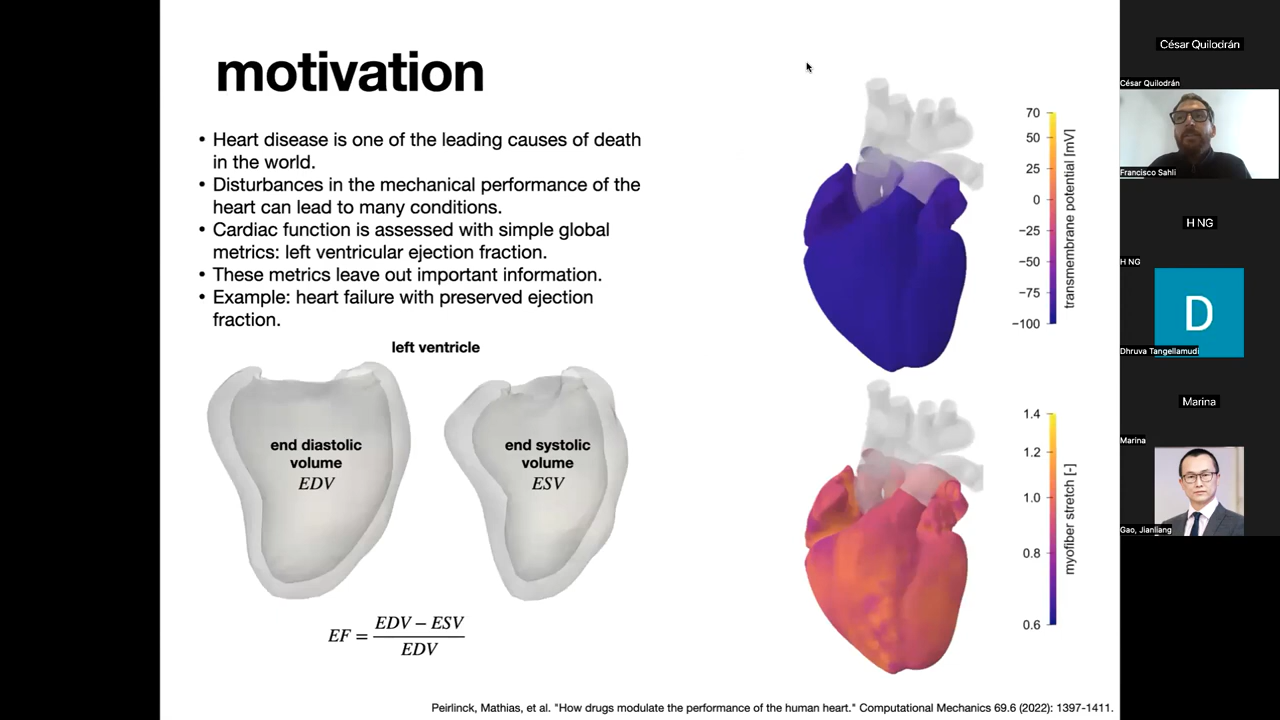 motivation
• Heart disease is one of the leading causes of death
in the world.
• Disturbances in the mechanical performance of the
heart can lead to many conditions.
• Cardiac function is assessed with simple global
metrics: left ventricular ejection fraction.
• These metrics leave out important information.
• Example: heart failure with preserved ejection
fraction.
left ventricle
end diastolic
volume
EDV
end systolic
volume
ESV
EF = (EDV − ESV) / EDV
70
50
25
0
−25
−50
−75
−100
transmembrane potential [mV]
1.4
1.2
1.0
0.8
0.6
myofiber stretch [-]
Peirlinck, Mathias, et al. "How drugs modulate the performance of the human heart." Computational Mechanics 69.6 (2022): 1397-1411.
César Quilodrán
César Quilodrán
Francisco Sahli
H NG
H NG
D
Dhruva Tangellamudi
Marina
Marina
Gao, Jianliang